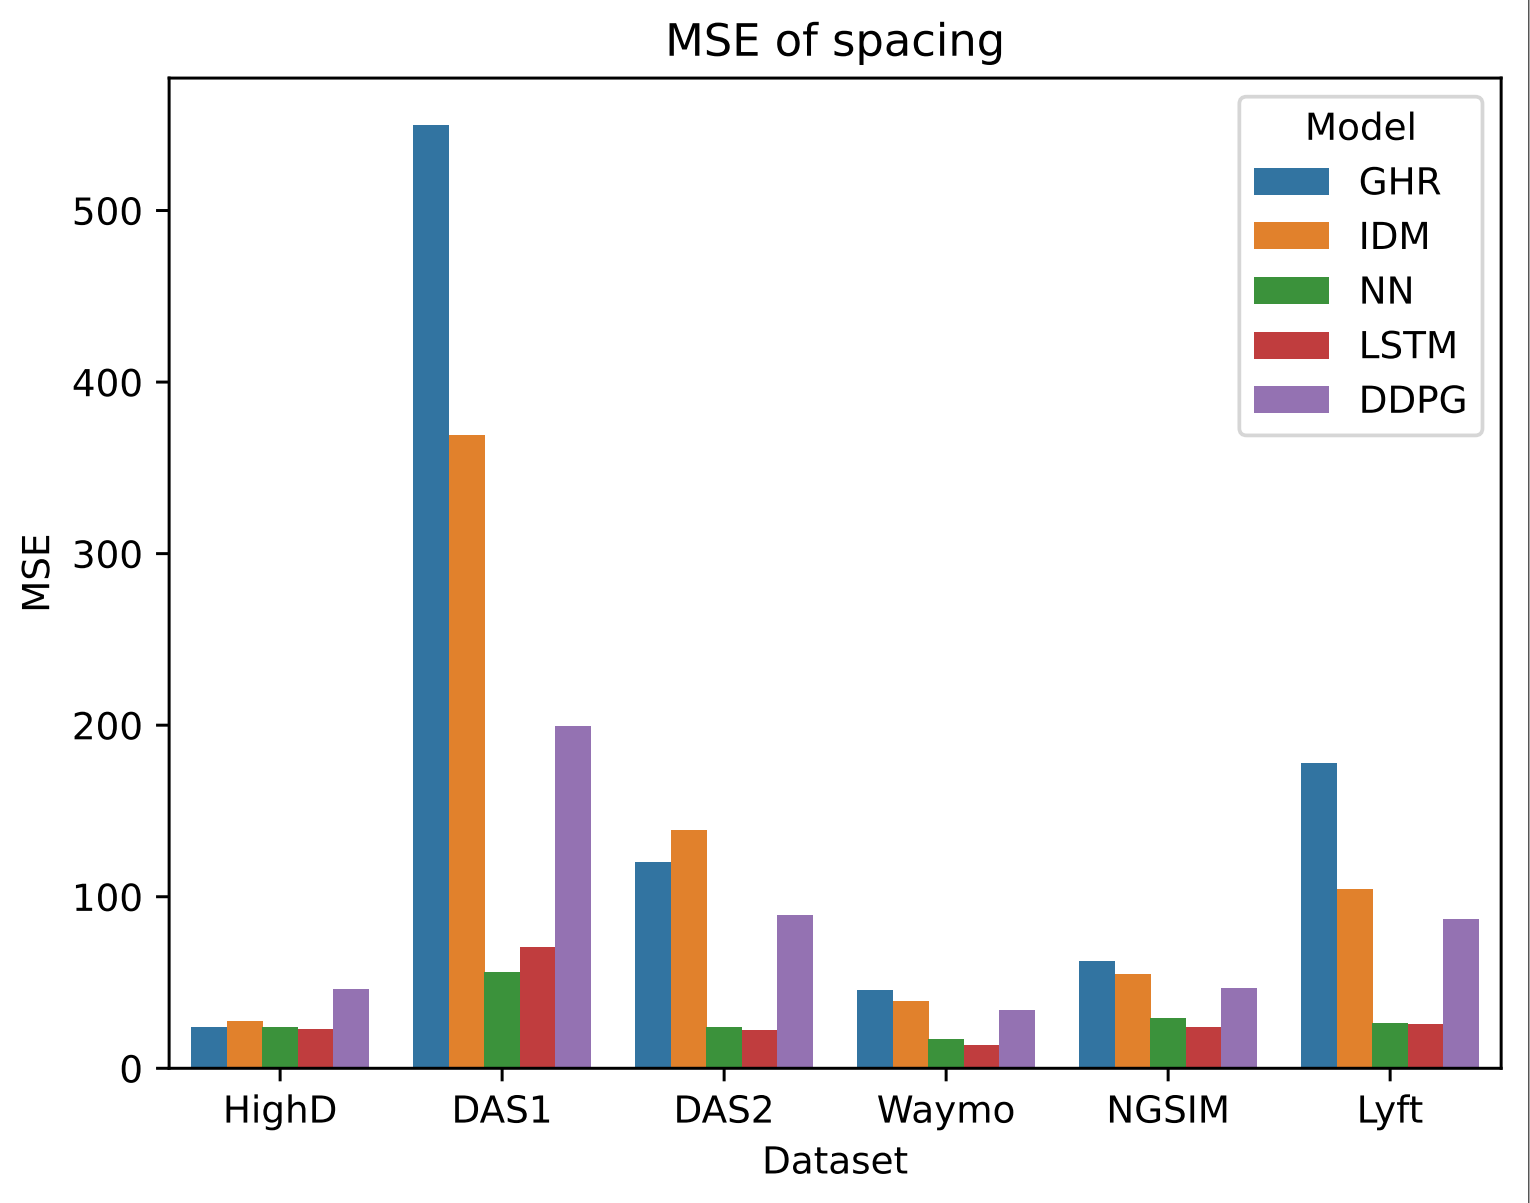 MSE of spacing
Model
GHR
IDM
NN
LSTM
DDPG
500
400
300
200
100
0
MSE
HighD DAS1 DAS2 Waymo NGSIM Lyft
Dataset